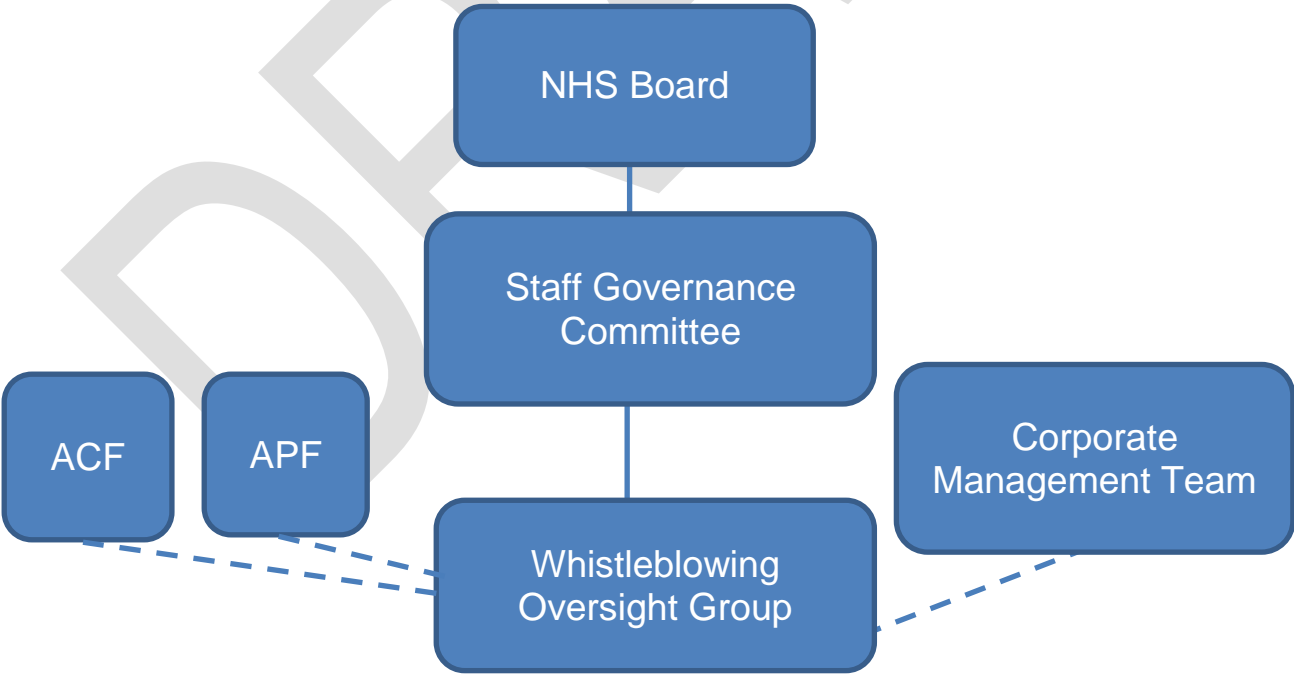 NHS Board
Staff Governance
Committee
ACF
APF
Corporate
Management Team
Whistleblowing
Oversight Group